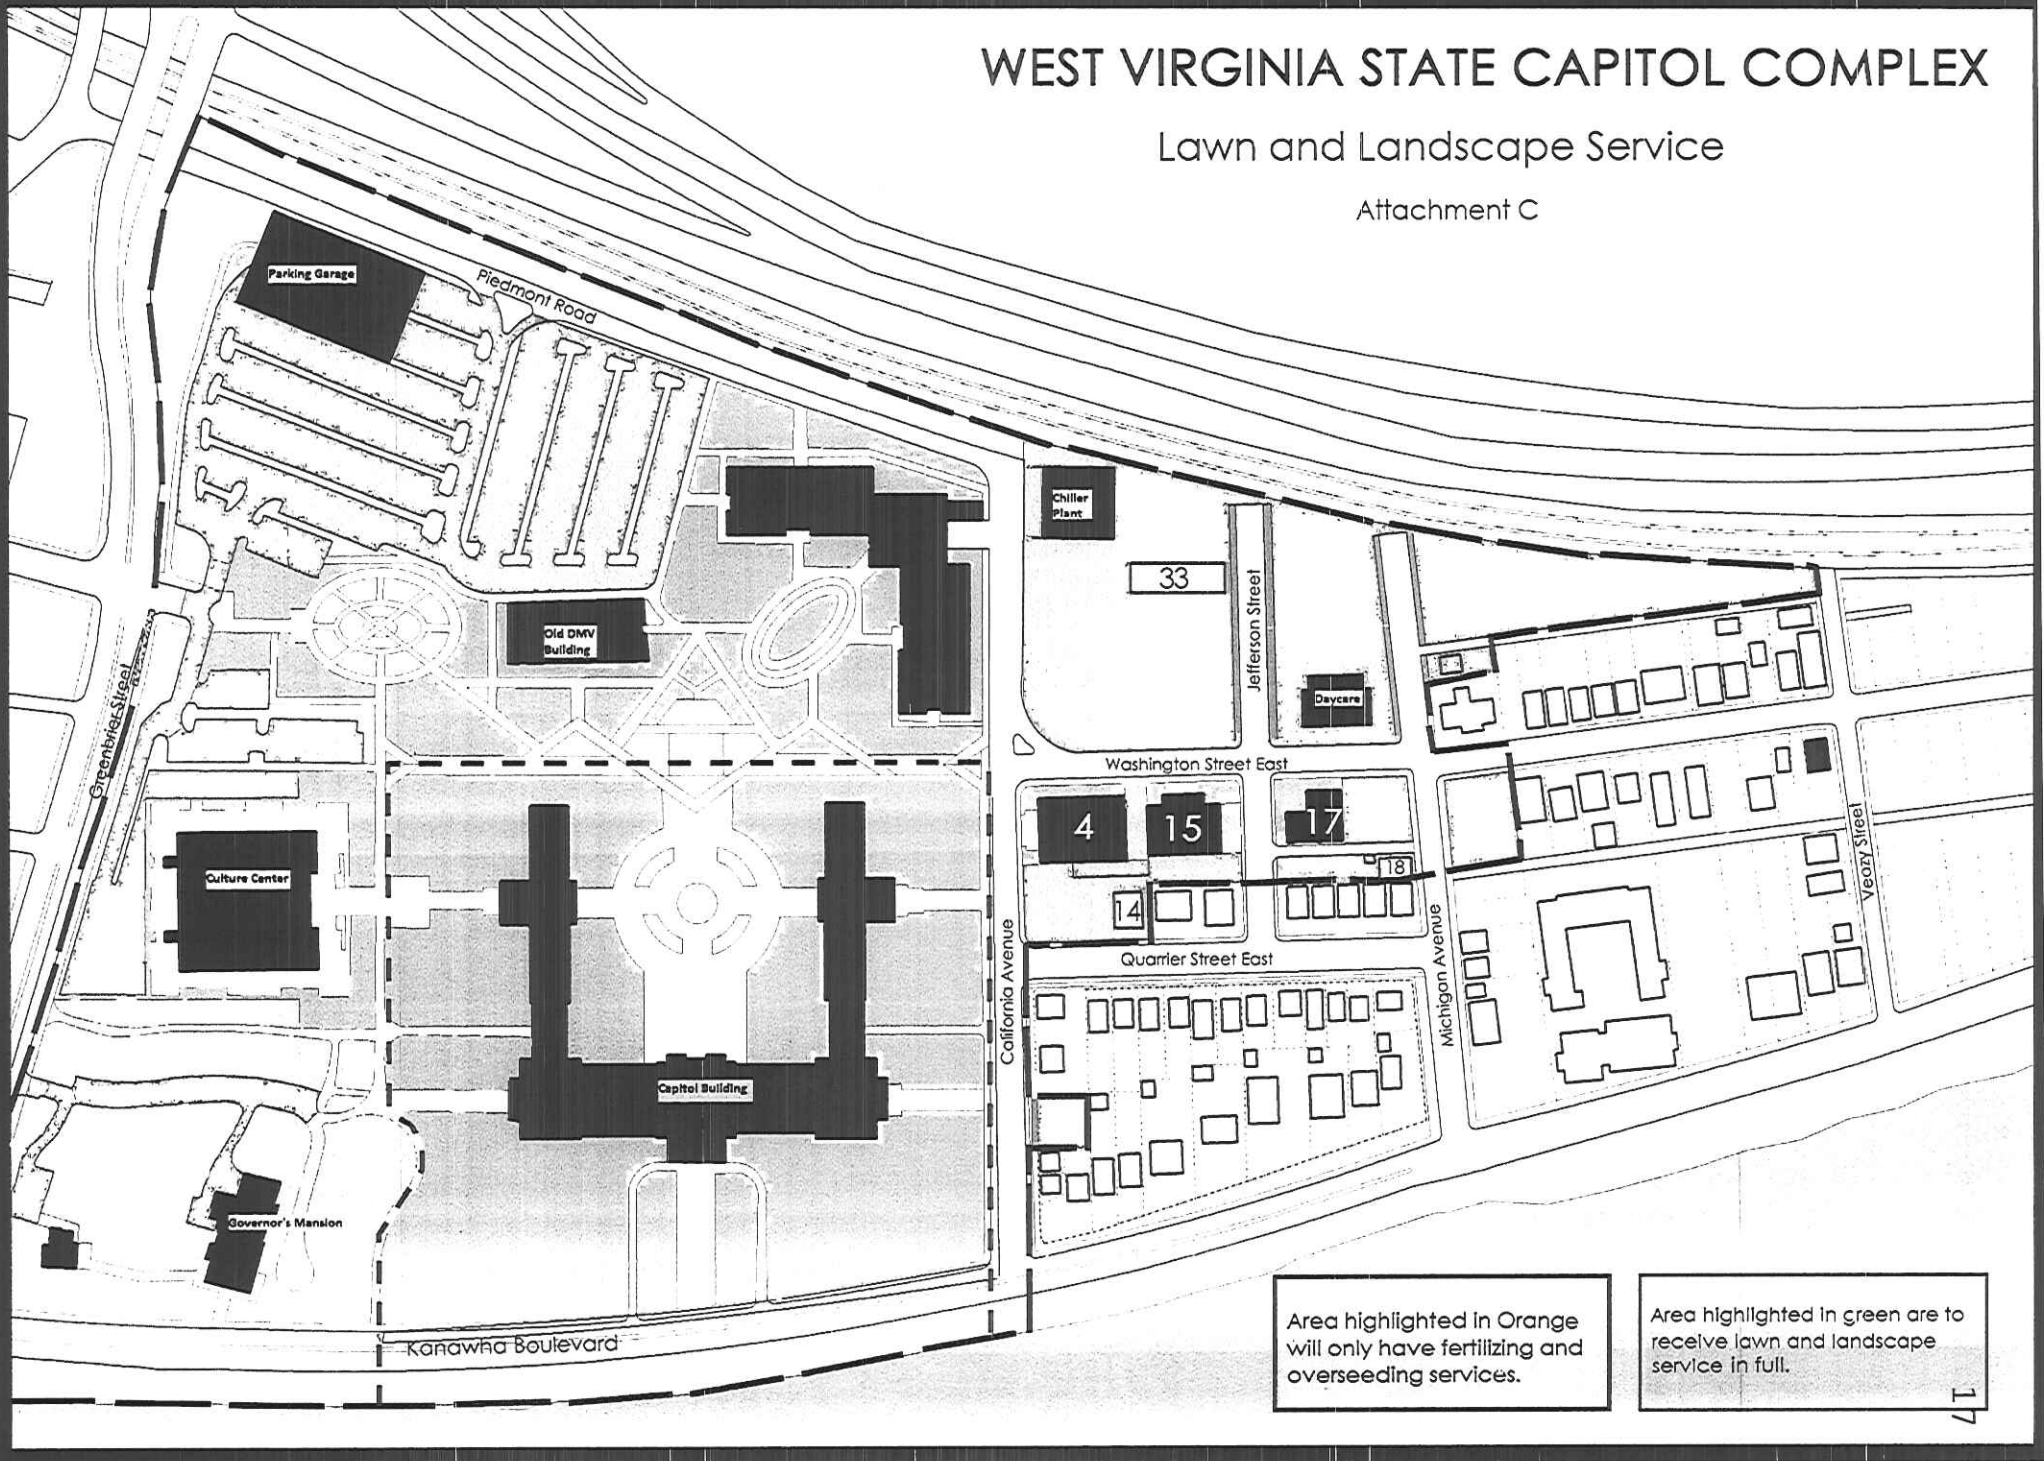 WEST VIRGINIA STATE CAPITOL COMPLEX
Lawn and Landscape Service
Attachment C
Parking Garage
Piedmont Road
Chiller
Plant
33
Jefferson Street
Old DMV
Building
Daycare
Greenbrier Street
Washington Street East
4
15
17
18
14
Culture Center
Veazy Street
California Avenue
Michigan Avenue
Quarrier Street East
Capitol Building
Governor's Mansion
Kanawha Boulevard
Area highlighted in Orange
will only have fertilizing and
overseeding services.
Area highlighted in green are to
receive lawn and landscape
service in full.
17